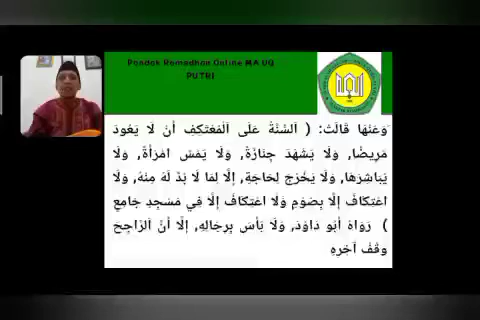 Pondok Romadhon Online MA UQ
PUTRI
وَعَنْهَا قَالَتْ: ( اَلسُّنَّةُ عَلَى اَلْمُعْتَكِفِ أَنْ لَا يَعُودَ
مَرِيضًا, وَلَا يَشْهَدَ جِنَازَةً, وَلَا يَمَسَّ امْرَأَةً, وَلَا
يُبَاشِرَهَا, وَلَا يَخْرُجَ لِحَاجَةٍ, إِلَّا لِمَا لَا بُدَّ لَهُ مِنْهُ, وَلَا
اعْتِكَافَ إِلَّا بِصَوْمٍ وَلَا اعْتِكَافَ إِلَّا فِي مَسْجِدٍ جَامِعٍ
) رَوَاهُ أَبُو دَاوُدَ, وَلَا بَأْسَ بِرِجَالِهِ, إِلَّا أَنَّ اَلرَّاجِحَ
وَقْفُ آخِرِهِ